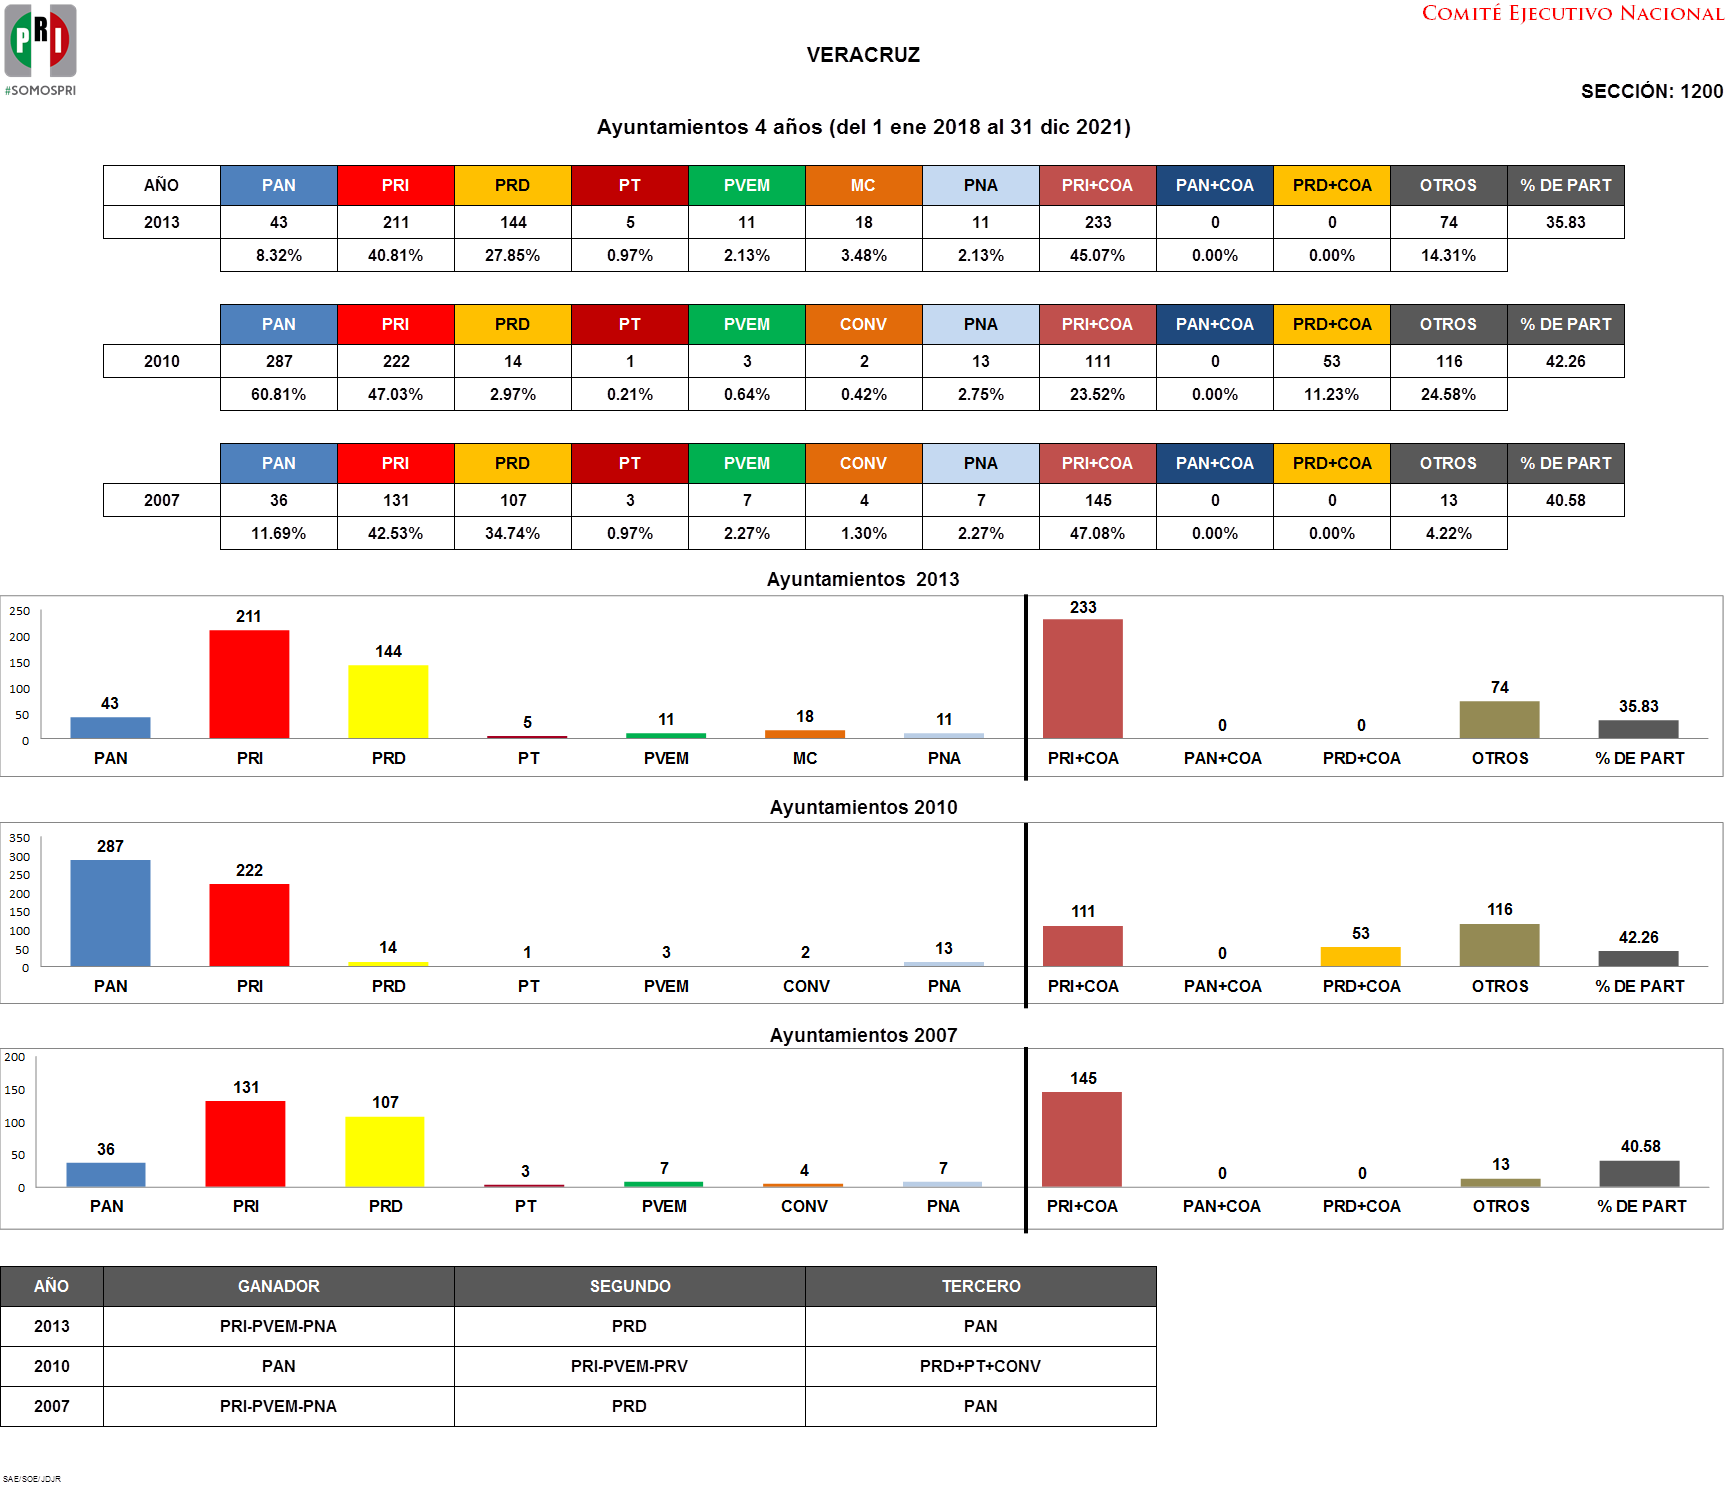 PRI
#SOMOSPRI
COMITÉ EJECUTIVO NACIONAL
VERACRUZ
SECCIÓN: 1200
Ayuntamientos 4 años (del 1 ene 2018 al 31 dic 2021)
AÑO PAN PRI PRD PT PVEM MC PNA PRI+COA PAN+COA PRD+COA OTROS % DE PART
2013 43 211 144 5 11 18 11 233 0 0 74 35.83
8.32% 40.81% 27.85% 0.97% 2.13% 3.48% 2.13% 45.07% 0.00% 0.00% 14.31%
PAN PRI PRD PT PVEM CONV PNA PRI+COA PAN+COA PRD+COA OTROS % DE PART
2010 287 222 14 1 3 2 13 111 0 53 116 42.26
60.81% 47.03% 2.97% 0.21% 0.64% 0.42% 2.75% 23.52% 0.00% 11.23% 24.58%
PAN PRI PRD PT PVEM CONV PNA PRI+COA PAN+COA PRD+COA OTROS % DE PART
2007 36 131 107 3 7 4 7 145 0 0 13 40.58
11.69% 42.53% 34.74% 0.97% 2.27% 1.30% 2.27% 47.08% 0.00% 0.00% 4.22%
Ayuntamientos 2013
250
200
150
100
50
0
43 211 144 5 11 18 11 233 0 0 74 35.83
PAN PRI PRD PT PVEM MC PNA PRI+COA PAN+COA PRD+COA OTROS % DE PART
Ayuntamientos 2010
350
300
250
200
150
100
50
0
287 222 14 1 3 2 13 111 0 53 116 42.26
PAN PRI PRD PT PVEM CONV PNA PRI+COA PAN+COA PRD+COA OTROS % DE PART
Ayuntamientos 2007
200
150
100
50
0
36 131 107 3 7 4 7 145 0 0 13 40.58
PAN PRI PRD PT PVEM CONV PNA PRI+COA PAN+COA PRD+COA OTROS % DE PART
AÑO GANADOR SEGUNDO TERCERO
2013 PRI-PVEM-PNA PRD PAN
2010 PAN PRI-PVEM-PRV PRD+PT+CONV
2007 PRI-PVEM-PNA PRD PAN
SAE/SOE/JDJR